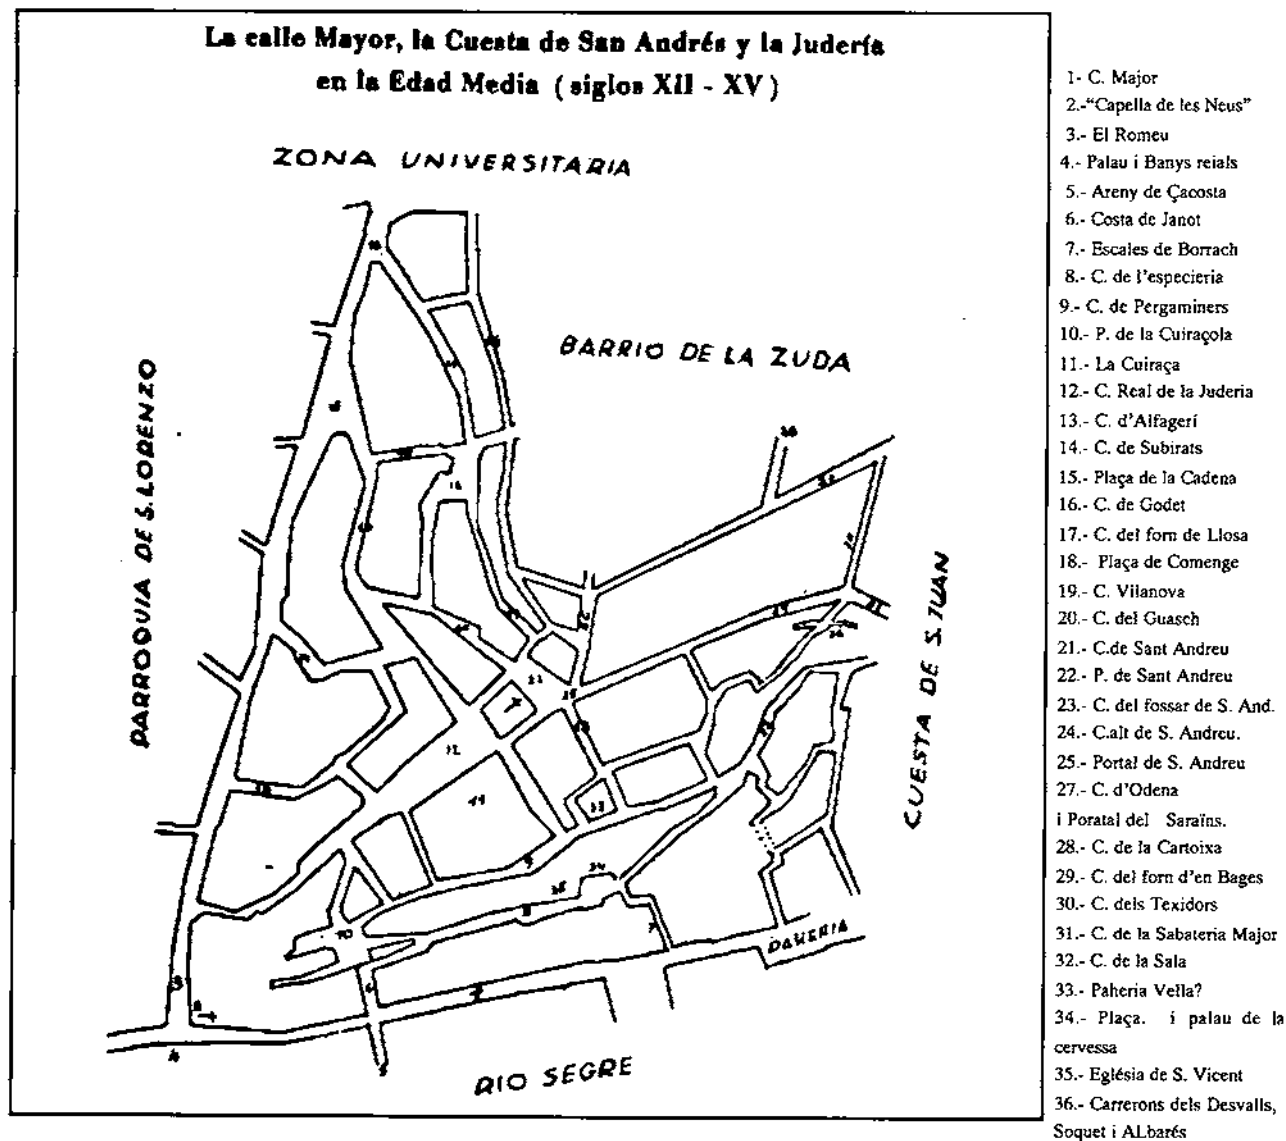 La calle Mayor, la Cuesta de San Andrés y la Judería
en la Edad Media ( siglos XII - XV )
ZONA UNIVERSITARIA
BARRIO DE LA ZUDA
PARROQUIA DE S. LORENZO
CUESTA DE S. JUAN
PAHERIA
RIO SEGRE
1- C. Major
2.-"Capella de les Neus"
3.- El Romeu
4.- Palau i Banys reials
5.- Areny de Çacosta
6.- Costa de Janot
7.- Escales de Borrach
8.- C. de l'especieria
9.- C. de Pergaminers
10.- P. de la Cuiraçola
11.- La Cuiraça
12.- C. Real de la Juderia
13.- C. d'Alfagerí
14.- C. de Subirats
15.- Plaça de la Cadena
16.- C. de Godet
17.- C. del forn de Llosa
18.- Plaça de Comenge
19.- C. Vilanova
20.- C. del Guasch
21.- C.de Sant Andreu
22.- P. de Sant Andreu
23.- C. del fossar de S. And.
24.- C.alt de S. Andreu.
25.- Portal de S. Andreu
27.- C. d'Odena
i Poratal del Saraïns.
28.- C. de la Cartoixa
29.- C. del forn d'en Bages
30.- C. dels Texidors
31.- C. de la Sabateria Major
32.- C. de la Sala
33.- Paheria Vella?
34.- Plaça. i palau de la
cervessa
35.- Eglésia de S. Vicent
36.- Carrerons dels Desvalls,
Soquet i ALbarés